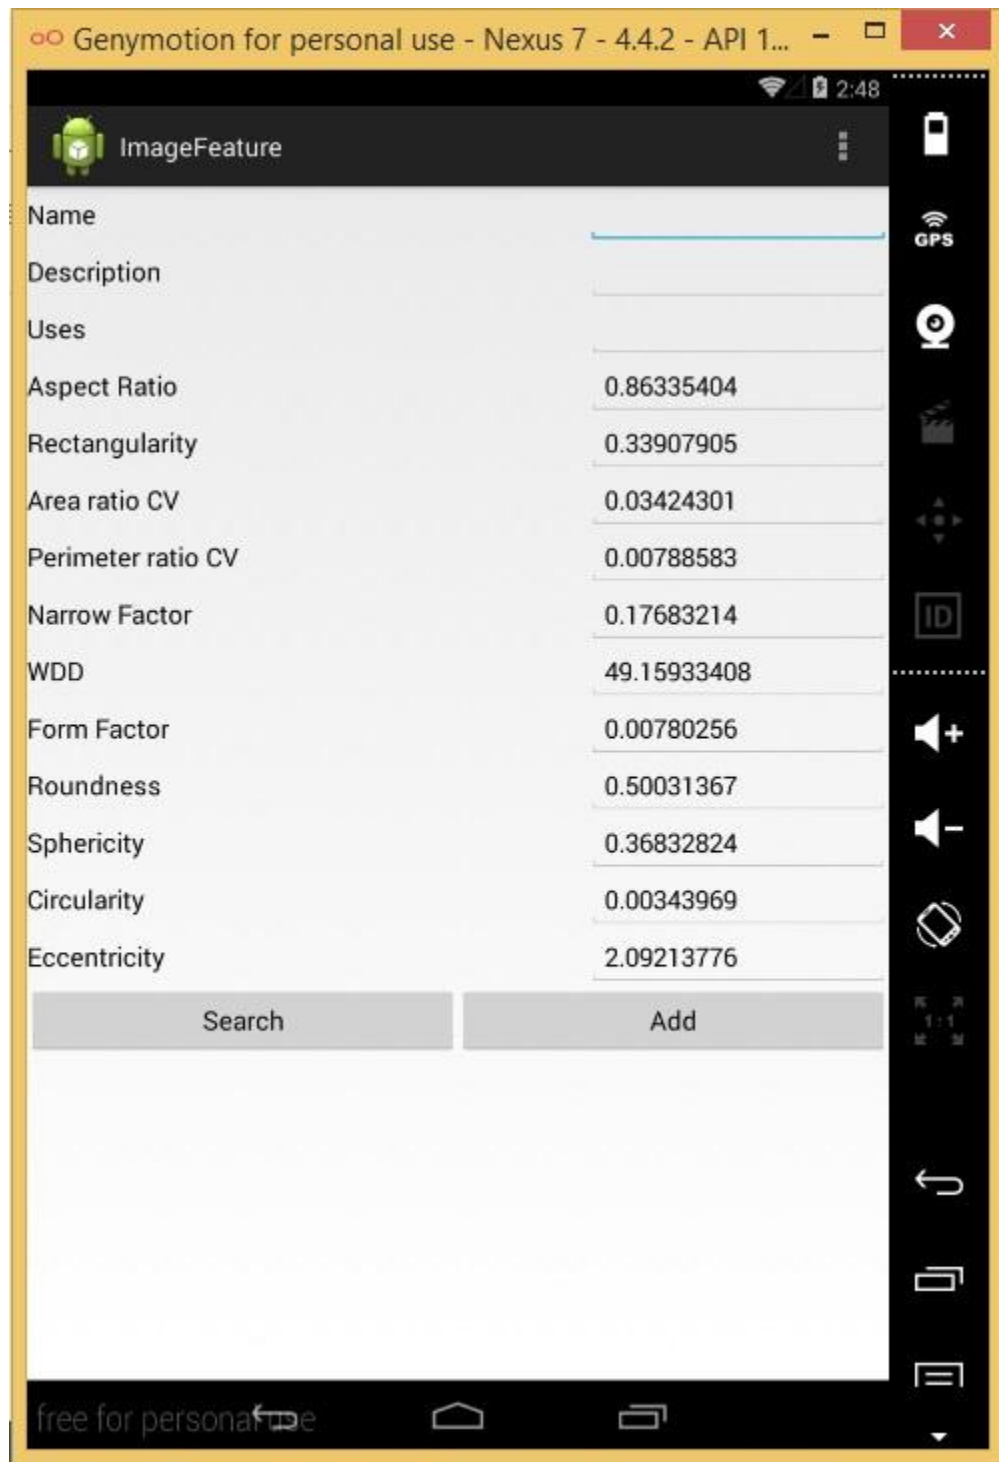 Genymotion for personal use - Nexus 7 - 4.4.2 - API 1...
2:48
ImageFeature
GPS
Name
Description
Uses
Aspect Ratio 0.86335404
Rectangularity 0.33907905
Area ratio CV 0.03424301
Perimeter ratio CV 0.00788583
Narrow Factor 0.17683214
ID
WDD 49.15933408
Form Factor 0.00780256
Roundness 0.50031367
Sphericity 0.36832824
Circularity 0.00343969
Eccentricity 2.09213776
Search Add
1:1
free for personal use